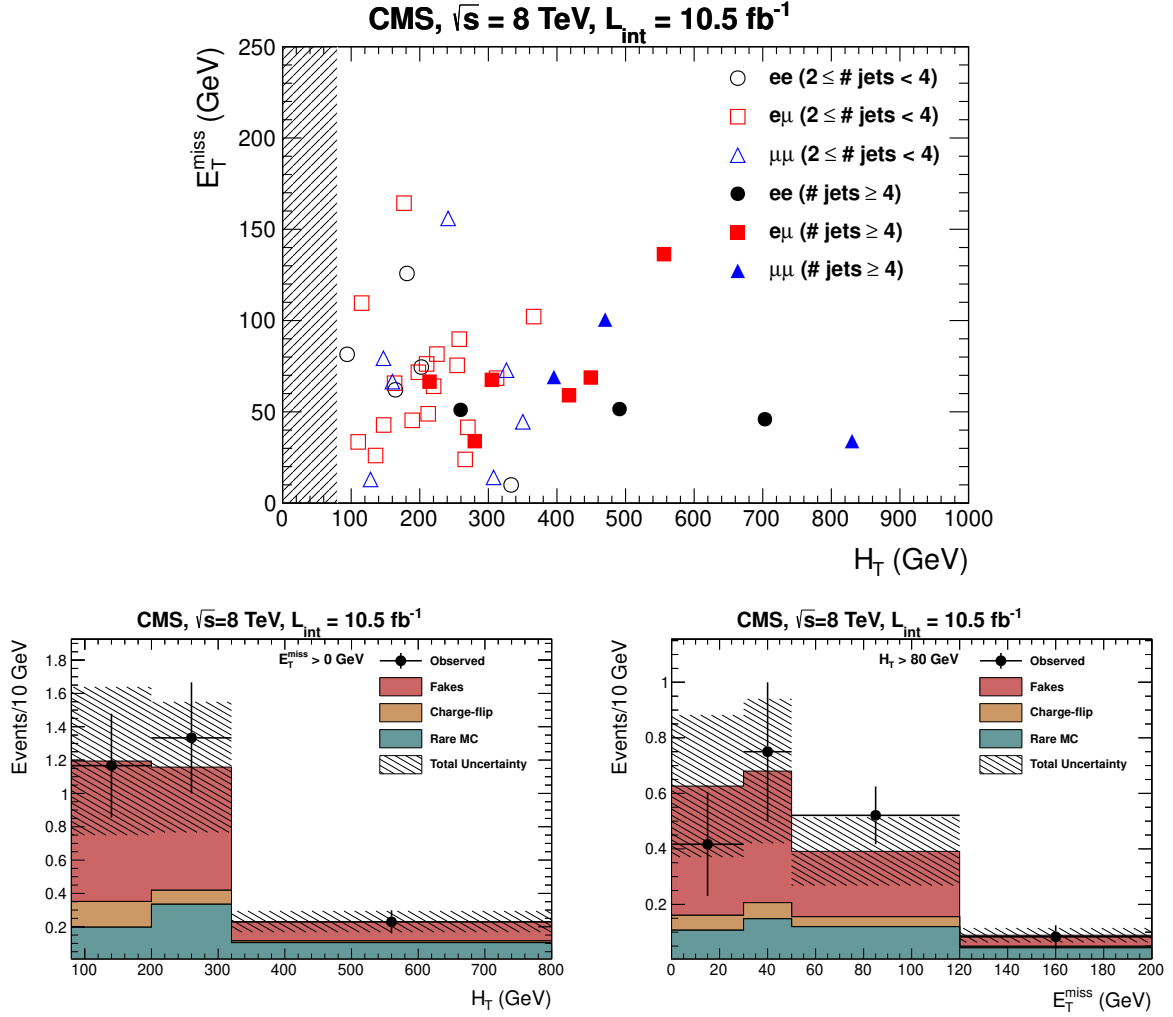 CMS, √s = 8 TeV, L_int = 10.5 fb⁻¹
E_T^miss (GeV)
250
200
150
100
50
0
ee (2 ≤ # jets < 4)
eμ (2 ≤ # jets < 4)
μμ (2 ≤ # jets < 4)
ee (# jets ≥ 4)
eμ (# jets ≥ 4)
μμ (# jets ≥ 4)
0 100 200 300 400 500 600 700 800 900 1000
H_T (GeV)
CMS, √s=8 TeV, L_int = 10.5 fb⁻¹
Events/10 GeV
1.8
1.6
1.4
1.2
1
0.8
0.6
0.4
0.2
E_T^miss > 0 GeV
Observed
Fakes
Charge-flip
Rare MC
Total Uncertainty
100 200 300 400 500 600 700 800
H_T (GeV)
CMS, √s=8 TeV, L_int = 10.5 fb⁻¹
Events/10 GeV
1
0.8
0.6
0.4
0.2
H_T > 80 GeV
Observed
Fakes
Charge-flip
Rare MC
Total Uncertainty
0 20 40 60 80 100 120 140 160 180 200
E_T^miss (GeV)